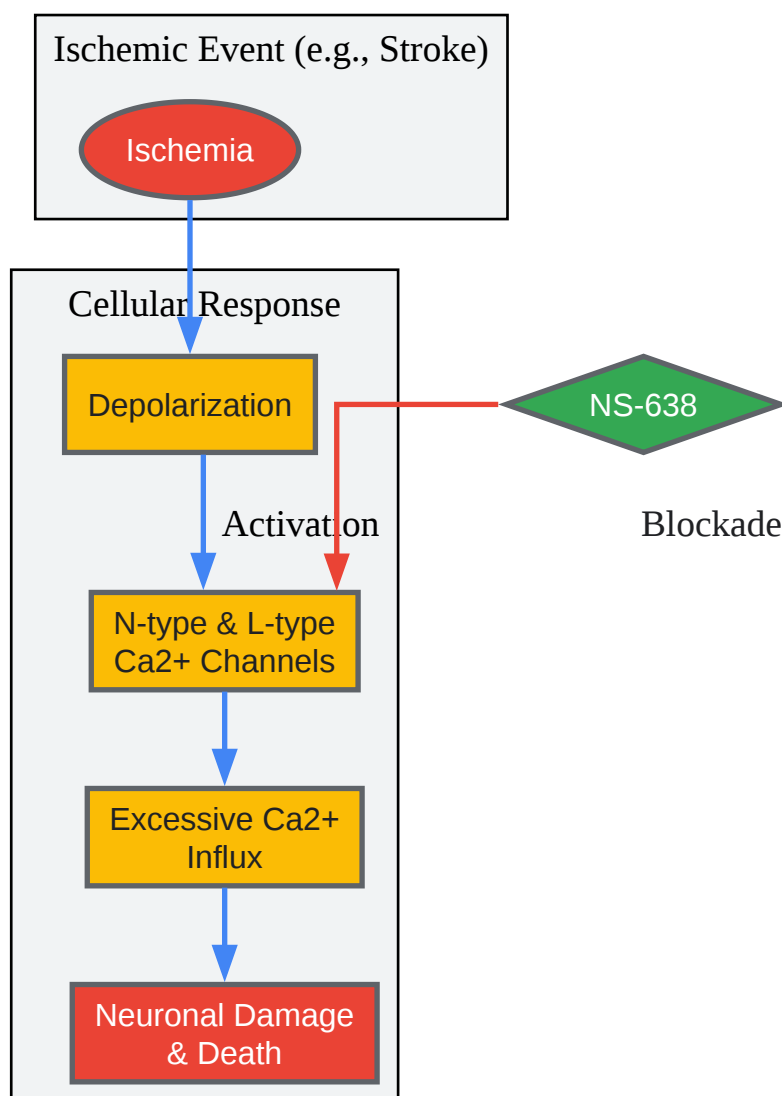 Ischemic Event (e.g., Stroke)
Ischemia
Cellular Response
Depolarization
NS-638
Activation
Blockade
N-type & L-type
Ca2+ Channels
Excessive Ca2+
Influx
Neuronal Damage
& Death